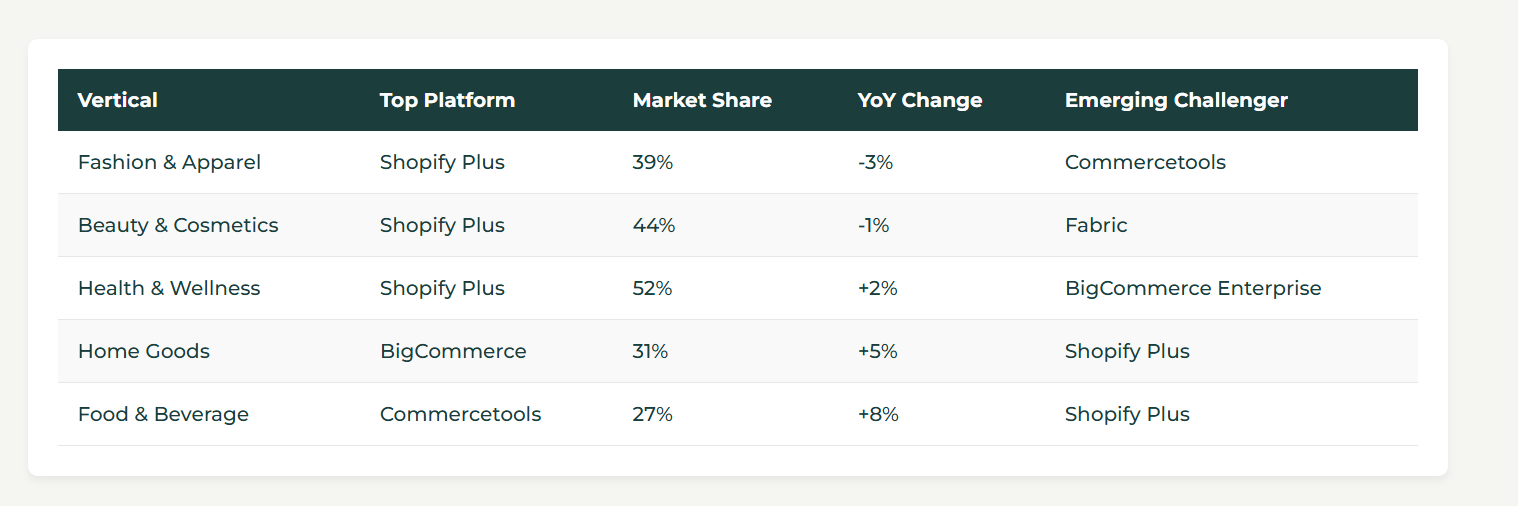 Vertical Top Platform Market Share YoY Change Emerging Challenger
Fashion & Apparel Shopify Plus 39% -3% Commercetools
Beauty & Cosmetics Shopify Plus 44% -1% Fabric
Health & Wellness Shopify Plus 52% +2% BigCommerce Enterprise
Home Goods BigCommerce 31% +5% Shopify Plus
Food & Beverage Commercetools 27% +8% Shopify Plus